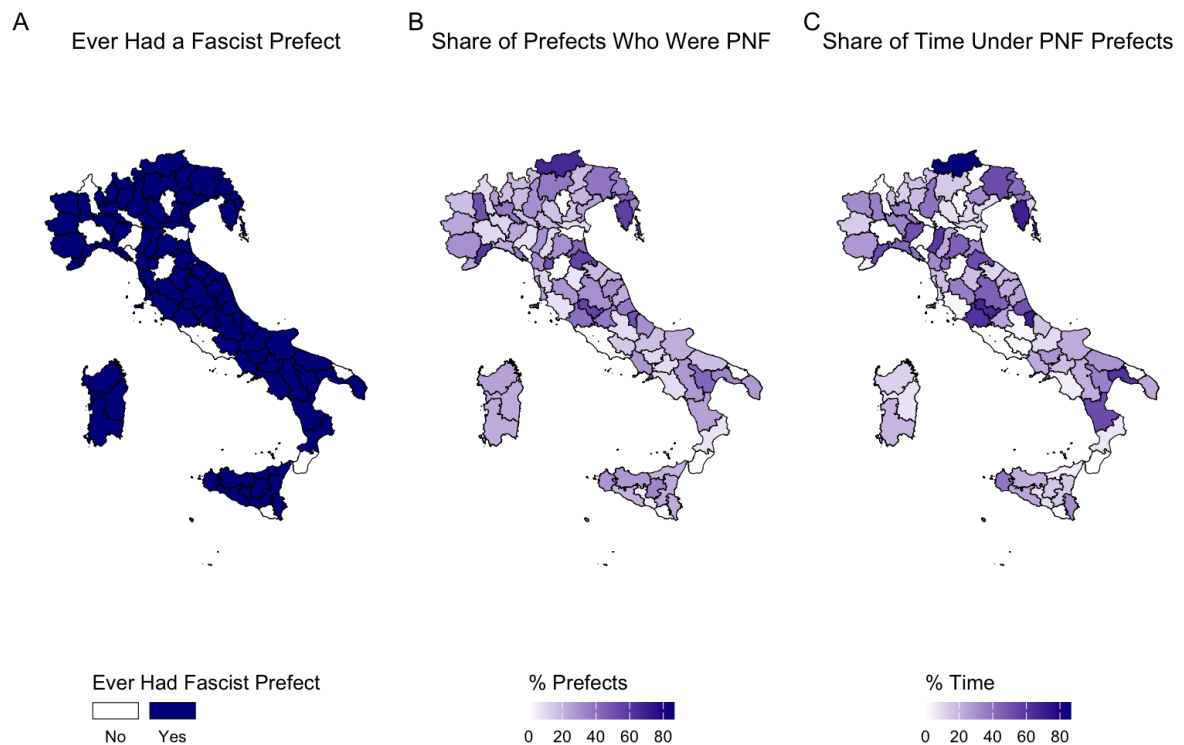 A
Ever Had a Fascist Prefect
B
Share of Prefects Who Were PNF
C
Share of Time Under PNF Prefects
Ever Had Fascist Prefect
No Yes
% Prefects
0 20 40 60 80
% Time
0 20 40 60 80